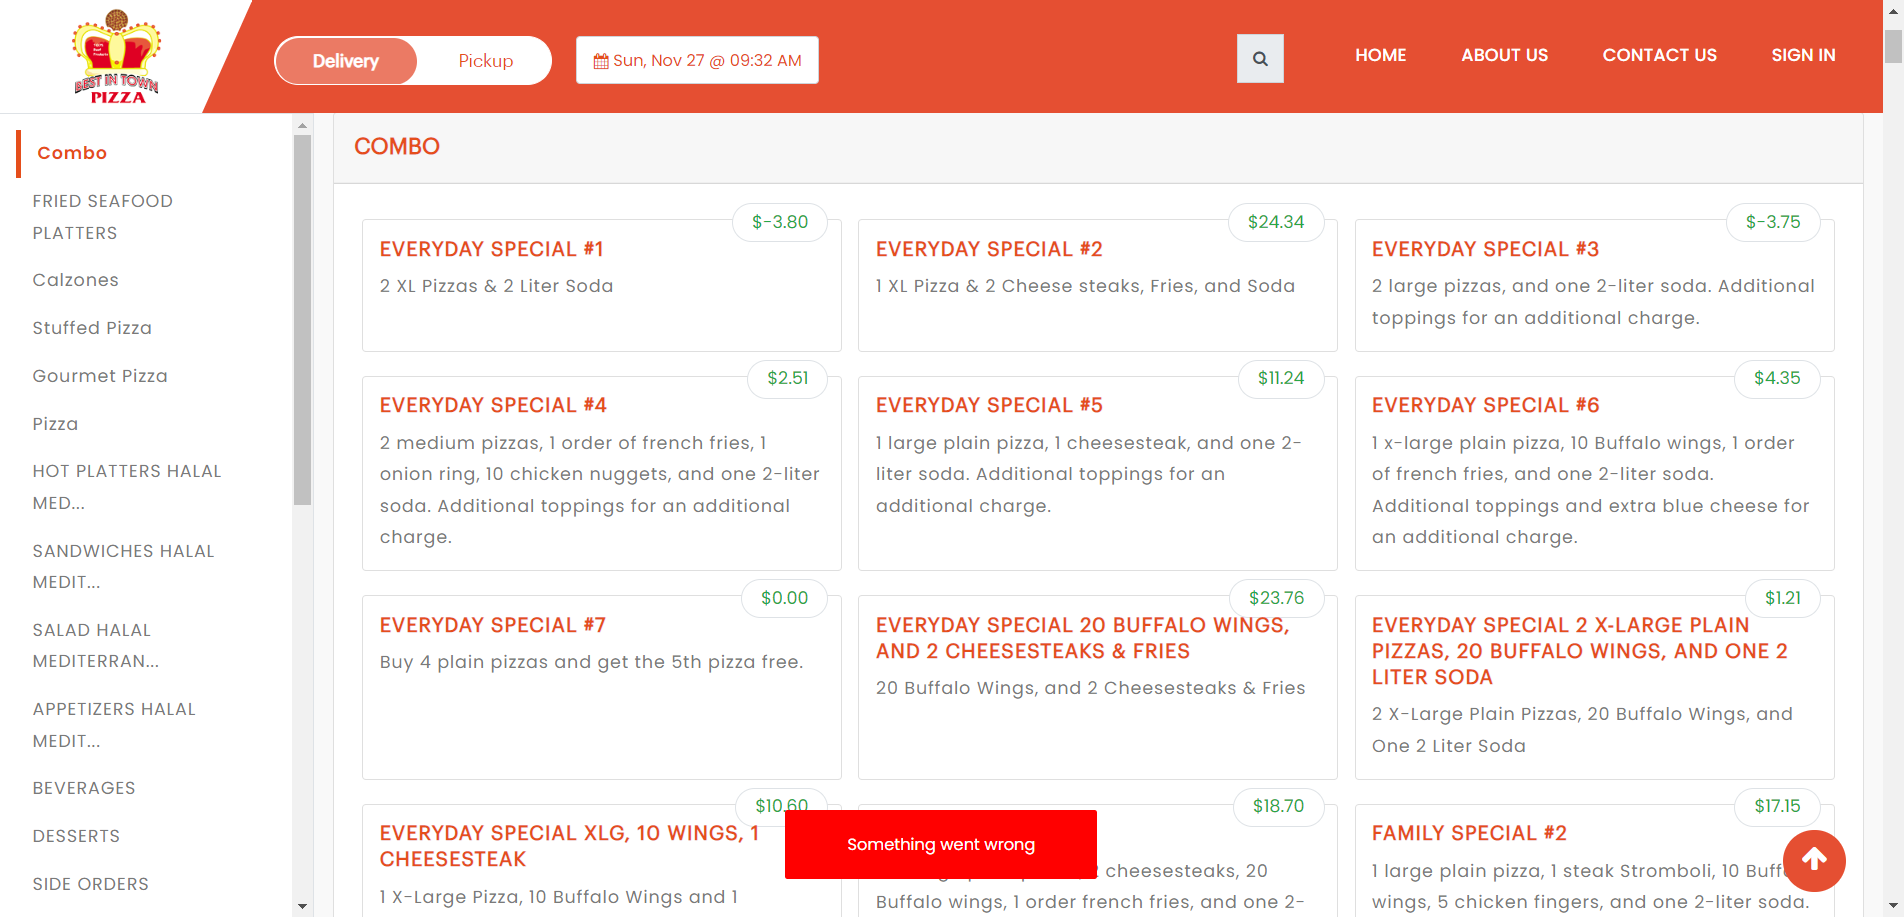 BEST IN TOWN
PIZZA
Delivery
Pickup
Sun, Nov 27 @ 09:32 AM
HOME
ABOUT US
CONTACT US
SIGN IN
Combo
FRIED SEAFOOD
PLATTERS
Calzones
Stuffed Pizza
Gourmet Pizza
Pizza
HOT PLATTERS HALAL
MED...
SANDWICHES HALAL
MEDIT...
SALAD HALAL
MEDITERRAN...
APPETIZERS HALAL
MEDIT...
BEVERAGES
DESSERTS
SIDE ORDERS
COMBO
$-3.80
EVERYDAY SPECIAL #1
2 XL Pizzas & 2 Liter Soda
$24.34
EVERYDAY SPECIAL #2
1 XL Pizza & 2 Cheese steaks, Fries, and Soda
$-3.75
EVERYDAY SPECIAL #3
2 large pizzas, and one 2-liter soda. Additional
toppings for an additional charge.
$2.51
EVERYDAY SPECIAL #4
2 medium pizzas, 1 order of french fries, 1
onion ring, 10 chicken nuggets, and one 2-liter
soda. Additional toppings for an additional
charge.
$11.24
EVERYDAY SPECIAL #5
1 large plain pizza, 1 cheesesteak, and one 2-
liter soda. Additional toppings for an
additional charge.
$4.35
EVERYDAY SPECIAL #6
1 x-large plain pizza, 10 Buffalo wings, 1 order
of french fries, and one 2-liter soda.
Additional toppings and extra blue cheese for
an additional charge.
$0.00
EVERYDAY SPECIAL #7
Buy 4 plain pizzas and get the 5th pizza free.
$23.76
EVERYDAY SPECIAL 20 BUFFALO WINGS,
AND 2 CHEESESTEAKS & FRIES
20 Buffalo Wings, and 2 Cheesesteaks & Fries
$1.21
EVERYDAY SPECIAL 2 X-LARGE PLAIN
PIZZAS, 20 BUFFALO WINGS, AND ONE 2
LITER SODA
2 X-Large Plain Pizzas, 20 Buffalo Wings, and
One 2 Liter Soda
$10.60
EVERYDAY SPECIAL XLG, 10 WINGS, 1
CHEESESTEAK
1 X-Large Pizza, 10 Buffalo Wings and 1
$18.70
cheesesteaks, 20
Buffalo wings, 1 order french fries, and one 2-
$17.15
FAMILY SPECIAL #2
1 large plain pizza, 1 steak Stromboli, 10
wings, 5 chicken fingers, and one 2-liter soda.
Something went wrong